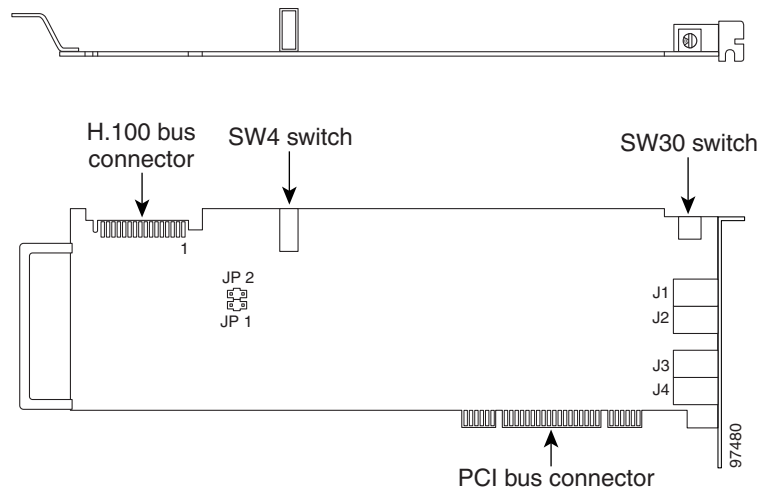 H.100 bus
connector
SW4 switch
SW30 switch
1
JP 2
JP 1
J1
J2
J3
J4
97480
PCI bus connector